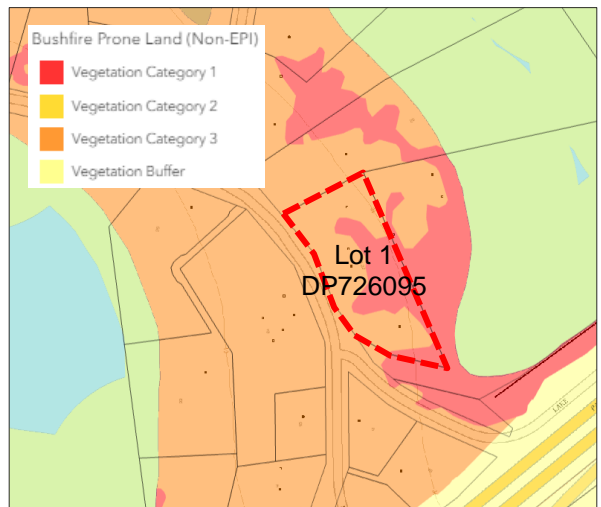 Bushfire Prone Land (Non-EPI)
Vegetation Category 1
Vegetation Category 2
Vegetation Category 3
Vegetation Buffer
Lot 1
DP726095